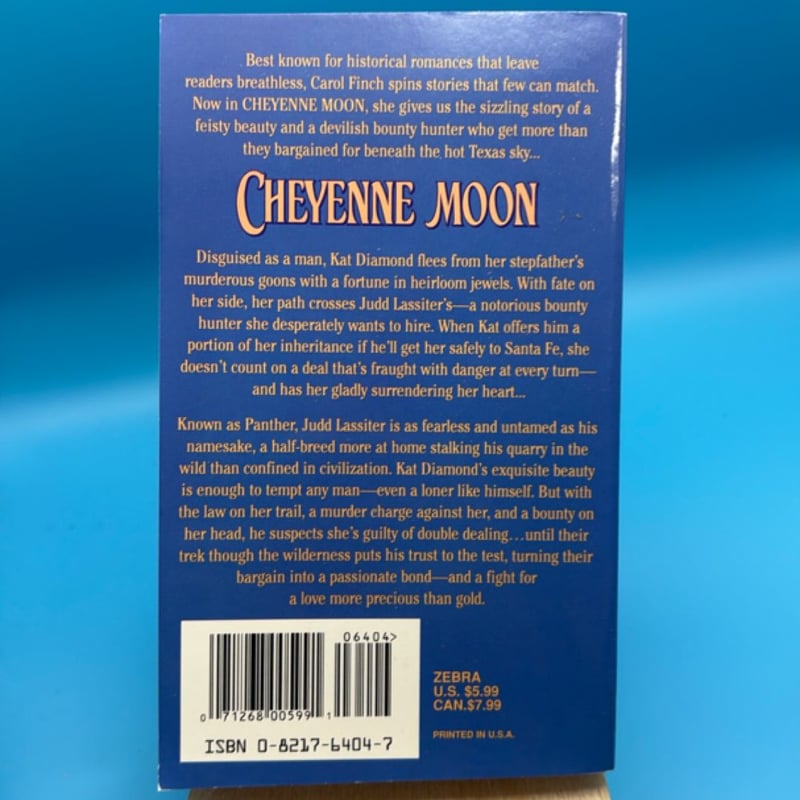 Best known for historical romances that leave
readers breathless, Carol Finch spins stories that few can match.
Now in CHEYENNE MOON, she gives us the sizzling story of a
feisty beauty and a devilish bounty hunter who get more than
they bargained for beneath the hot Texas sky...
CHEYENNE MOON
Disguised as a man, Kat Diamond flees from her stepfather's
murderous goons with a fortune in heirloom jewels. With fate on
her side, her path crosses Judd Lassiter's—a notorious bounty
hunter she desperately wants to hire. When Kat offers him a
portion of her inheritance if he'll get her safely to Santa Fe, she
doesn't count on a deal that's fraught with danger at every turn—
and has her gladly surrendering her heart...
Known as Panther, Judd Lassiter is as fearless and untamed as his
namesake, a half-breed more at home stalking his quarry in the
wild than confined in civilization. Kat Diamond's exquisite beauty
is enough to tempt any man—even a loner like himself. But with
the law on her trail, a murder charge against her, and a bounty on
her head, he suspects she's guilty of double dealing...until their
trek though the wilderness puts his trust to the test, turning their
bargain into a passionate bond—and a fight for
a love more precious than gold.
06404>
0 71268 00599 1
ISBN 0-8217-6404-7
ZEBRA
U.S. $5.99
CAN.$7.99
PRINTED IN U.S.A.